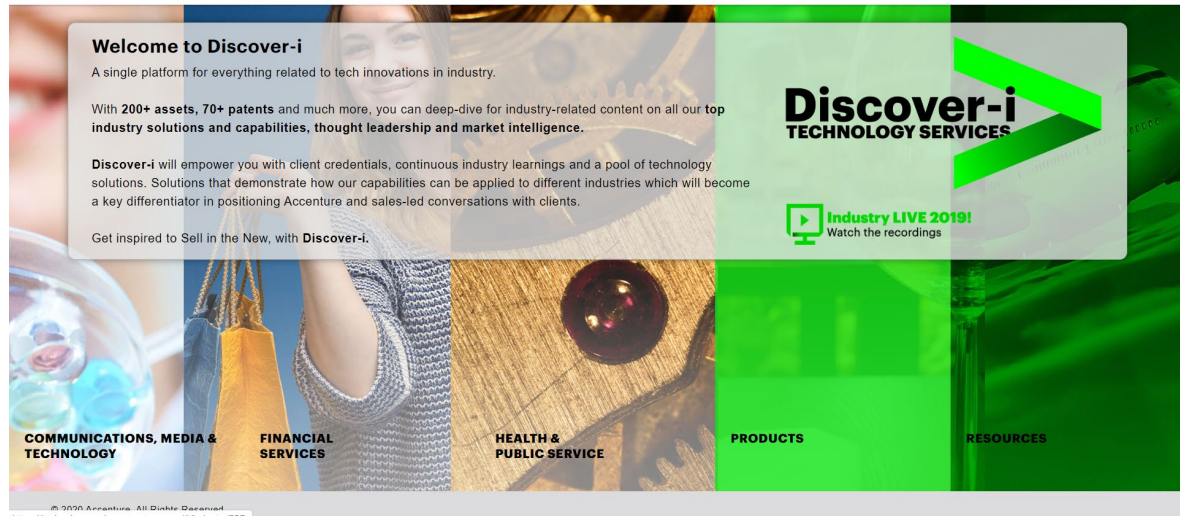 Welcome to Discover-i
A single platform for everything related to tech innovations in industry.
With 200+ assets, 70+ patents and much more, you can deep-dive for industry-related content on all our top
industry solutions and capabilities, thought leadership and market intelligence.
Discover-i will empower you with client credentials, continuous industry learnings and a pool of technology
solutions. Solutions that demonstrate how our capabilities can be applied to different industries which will become
a key differentiator in positioning Accenture and sales-led conversations with clients.
Get inspired to Sell in the New, with Discover-i.
Discover-i
TECHNOLOGY SERVICES
Industry LIVE 2019!
Watch the recordings
COMMUNICATIONS, MEDIA &
TECHNOLOGY
FINANCIAL
SERVICES
HEALTH &
PUBLIC SERVICE
PRODUCTS
RESOURCES
© 2020 Accenture. All Rights Reserved